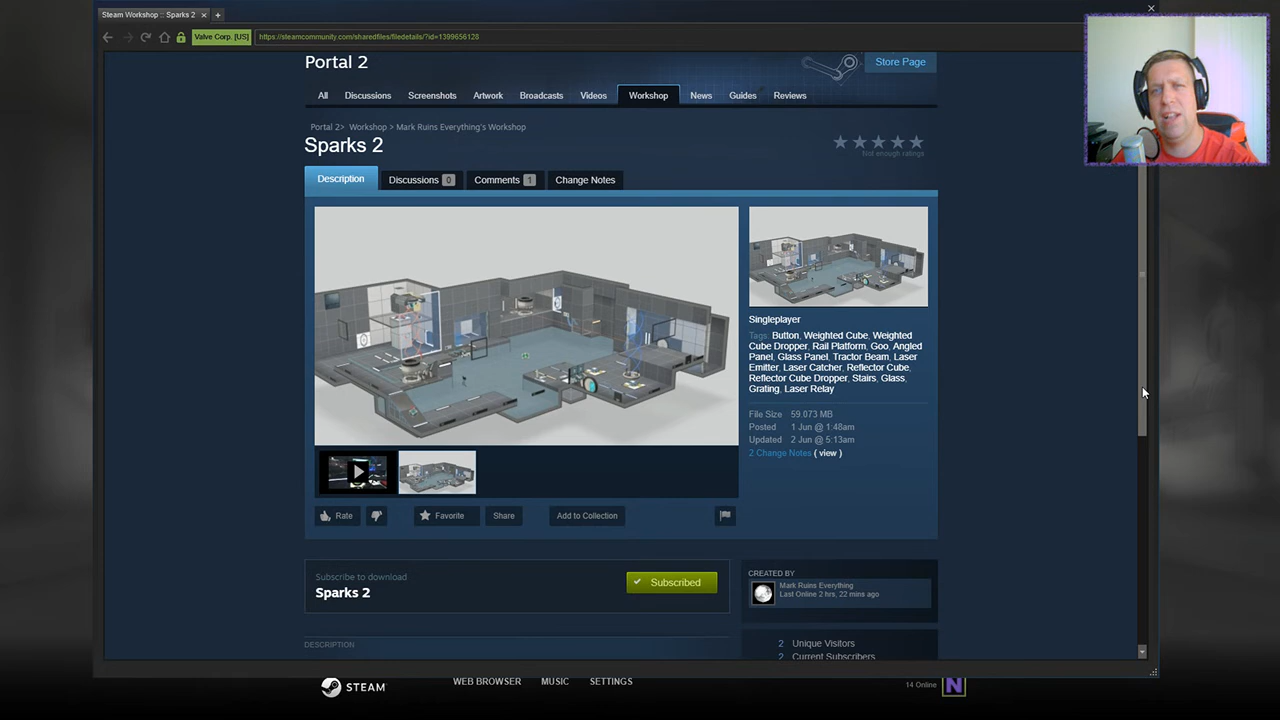 Steam Workshop :: Sparks 2
Valve Corp. [US]
https://steamcommunity.com/sharedfiles/filedetails/?id=1399656128
Portal 2
Store Page
All
Discussions
Screenshots
Artwork
Broadcasts
Videos
Workshop
News
Guides
Reviews
Portal 2> Workshop > Mark Ruins Everything's Workshop
Sparks 2
Not enough ratings
Description
Discussions 0
Comments 1
Change Notes
Singleplayer
Tags: Button, Weighted Cube, Weighted
Cube Dropper, Rail Platform, Goo, Angled
Panel, Glass Panel, Tractor Beam, Laser
Emitter, Laser Catcher, Reflector Cube,
Reflector Cube Dropper, Stairs, Glass,
Grating, Laser Relay
File Size 59.073 MB
Posted 1 Jun @ 1:48am
Updated 2 Jun @ 5:13am
2 Change Notes ( view )
Rate
Favorite
Share
Add to Collection
Subscribe to download
Sparks 2
Subscribed
CREATED BY
Mark Ruins Everything
Last Online 2 hrs, 22 mins ago
DESCRIPTION
2 Unique Visitors
2 Current Subscribers
STEAM
WEB BROWSER
MUSIC
SETTINGS
14 Online
N